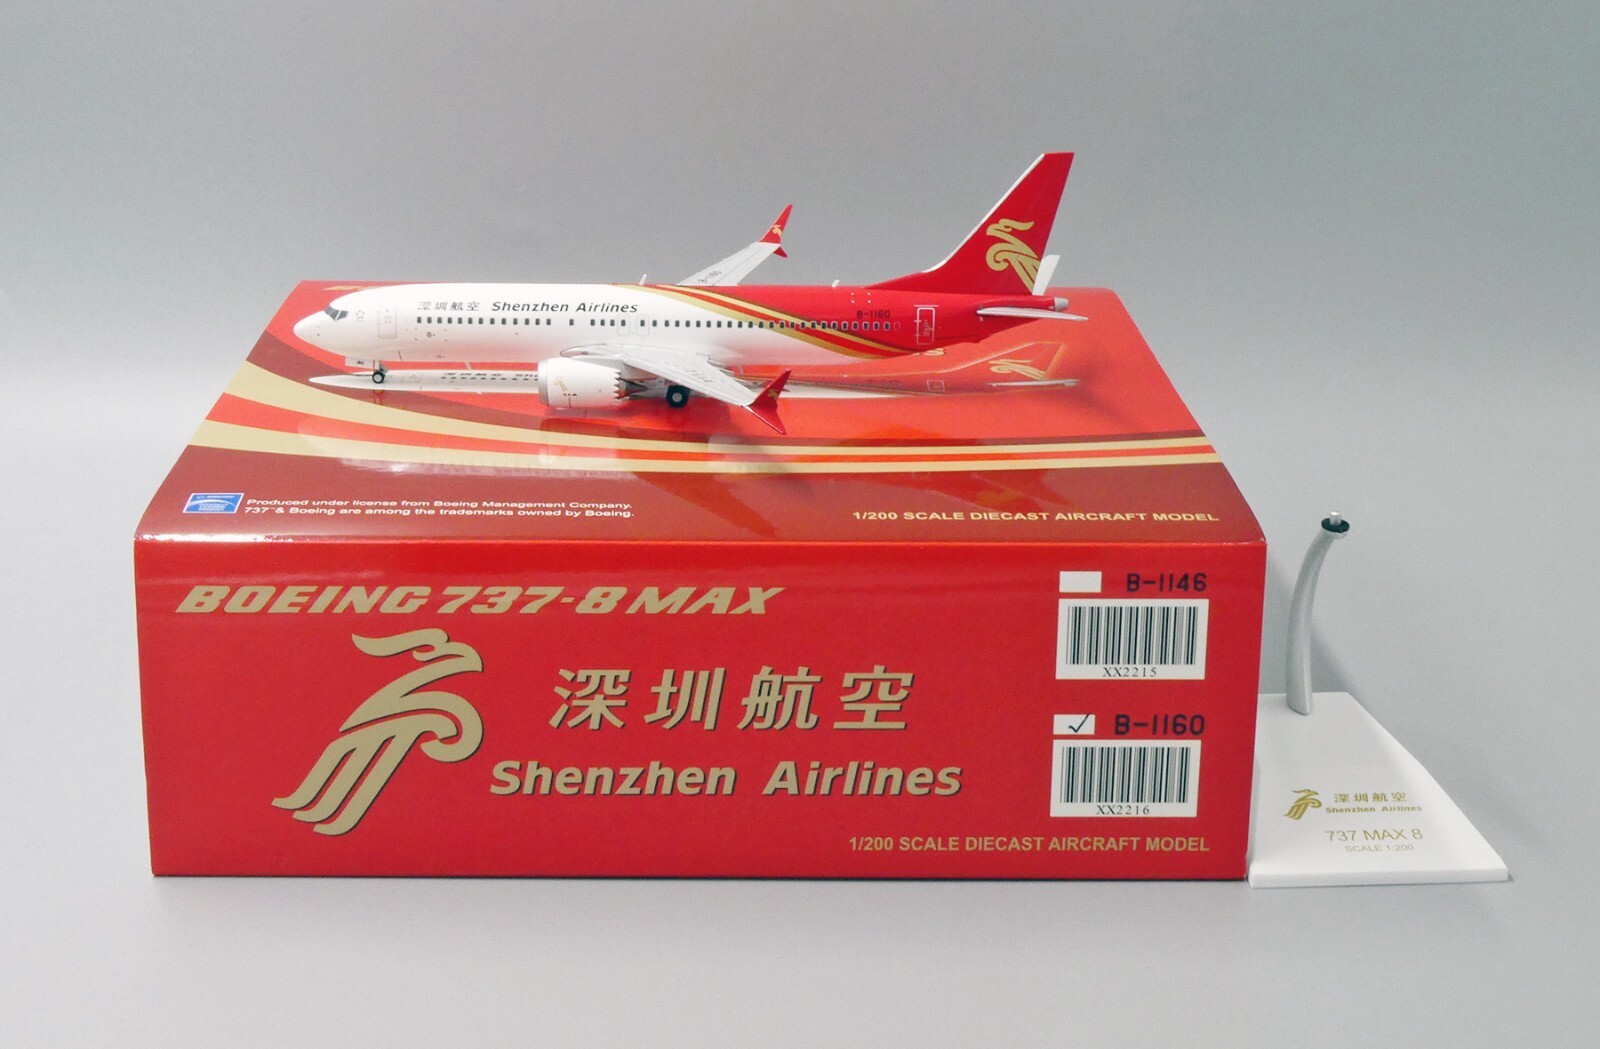 深圳航空 Shenzhen Airlines
B-1160
B-1160
Produced under license from Boeing Management Company.
737™ & Boeing are among the trademarks owned by Boeing.
1/200 SCALE DIECAST AIRCRAFT MODEL
BOEING 737-8 MAX
深圳航空
Shenzhen Airlines
B-1146
XX2215
B-1160
XX2216
1/200 SCALE DIECAST AIRCRAFT MODEL
深圳航空
Shenzhen Airlines
737 MAX 8
SCALE 1:200